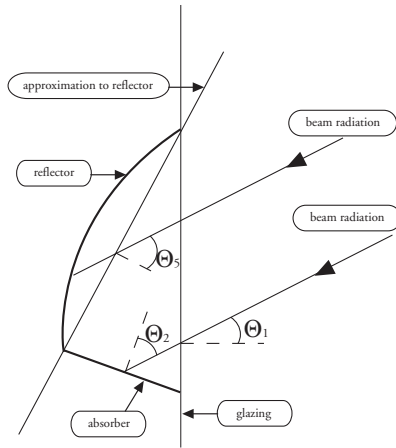 approximation to reflector
beam radiation
reflector
beam radiation
Θ5
Θ2
Θ1
absorber
glazing